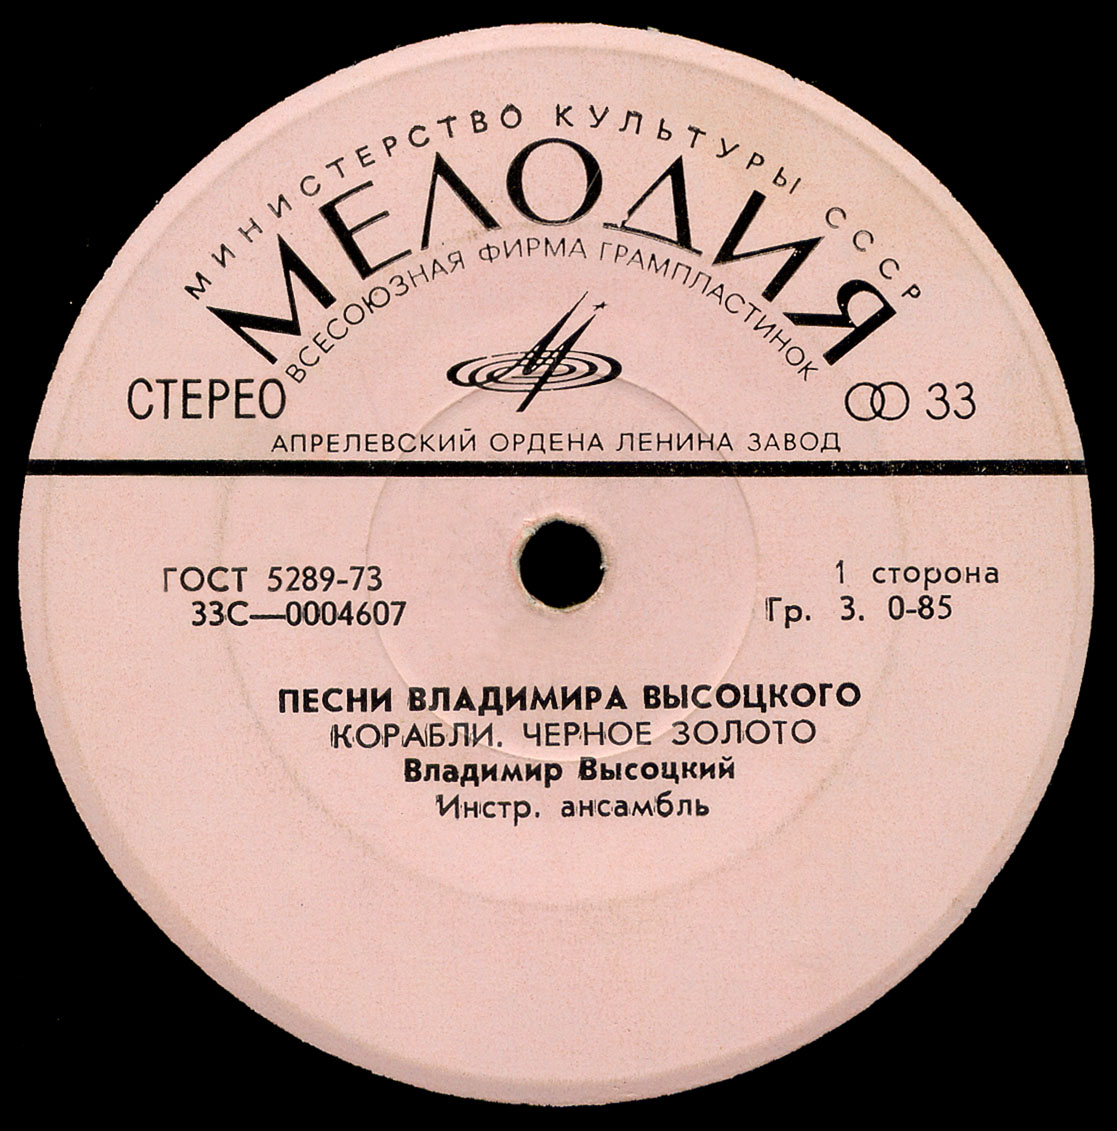 МИНИСТЕРСТВО КУЛЬТУРЫ СССР
МЕЛОДИЯ
ВСЕСОЮЗНАЯ ФИРМА ГРАМПЛАСТИНОК
СТЕРЕО
33
АПРЕЛЕВСКИЙ ОРДЕНА ЛЕНИНА ЗАВОД
ГОСТ 5289-73
33С—0004607
1 сторона
Гр. 3. 0-85
ПЕСНИ ВЛАДИМИРА ВЫСОЦКОГО
КОРАБЛИ. ЧЕРНОЕ ЗОЛОТО
Владимир Высоцкий
Инстр. ансамбль